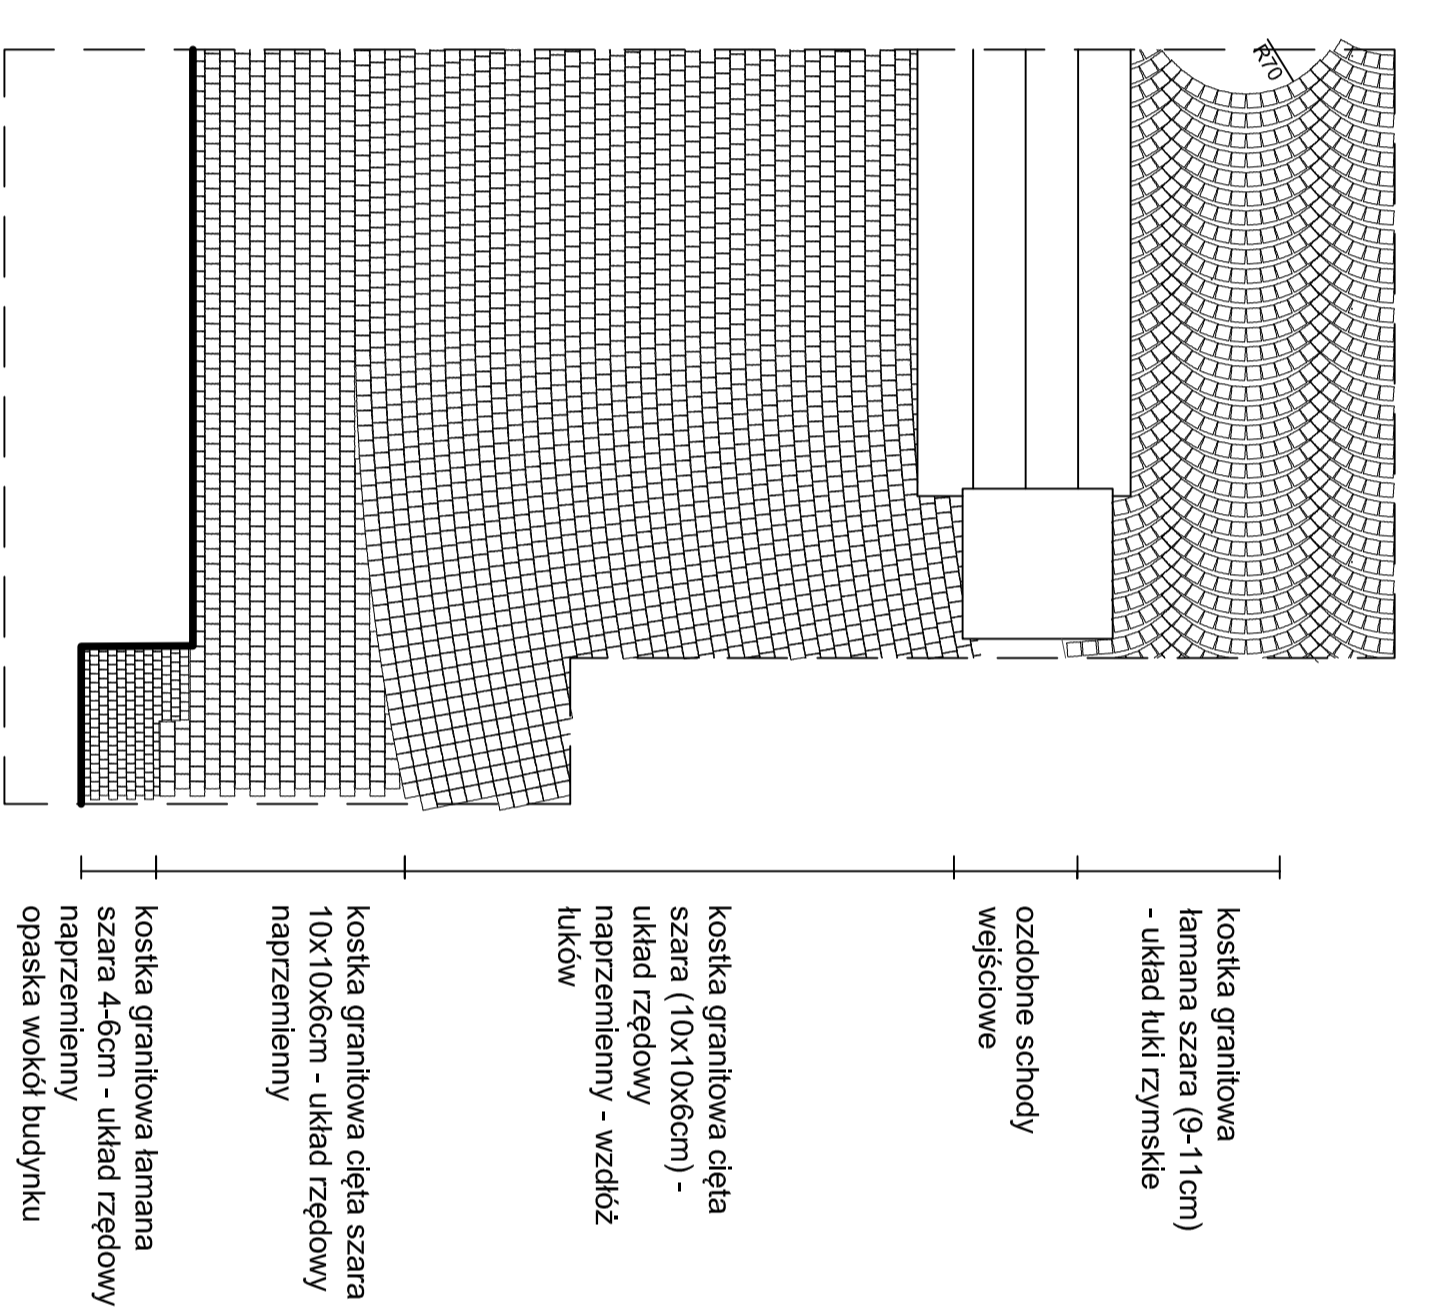 R70
kostka granitowa
łamana szara (9-11cm)
- układ łuki rzymskie
ozdobne schody
wejściowe
kostka granitowa cięta
szara (10x10x6cm) -
układ rzędowy
naprzemienny - wzdłóż
łuków
kostka granitowa cięta szara
10x10x6cm - układ rzędowy
naprzemienny
kostka granitowa łamana
szara 4-6cm - układ rzędowy
naprzemienny
opaska wokół budynku